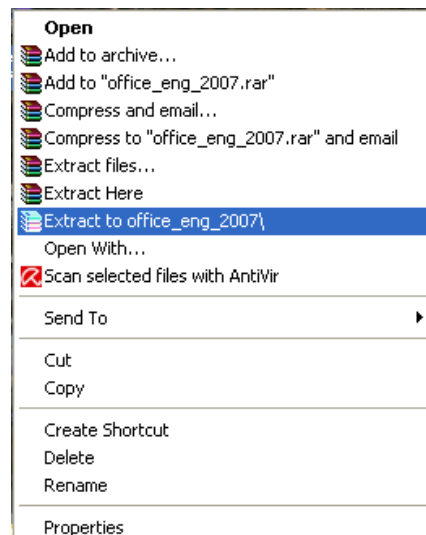 Open
Add to archive...
Add to "office_eng_2007.rar"
Compress and email...
Compress to "office_eng_2007.rar" and email
Extract files...
Extract Here
Extract to office_eng_2007\
Open With...
Scan selected files with AntiVir
Send To
Cut
Copy
Create Shortcut
Delete
Rename
Properties